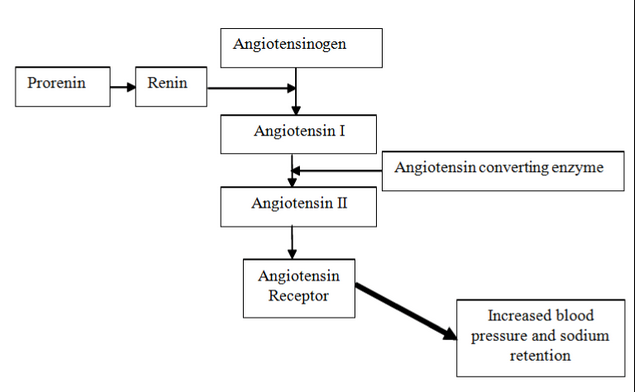 Angiotensinogen
Prorenin
Renin
Angiotensin I
Angiotensin converting enzyme
Angiotensin II
Angiotensin
Receptor
Increased blood
pressure and sodium
retention